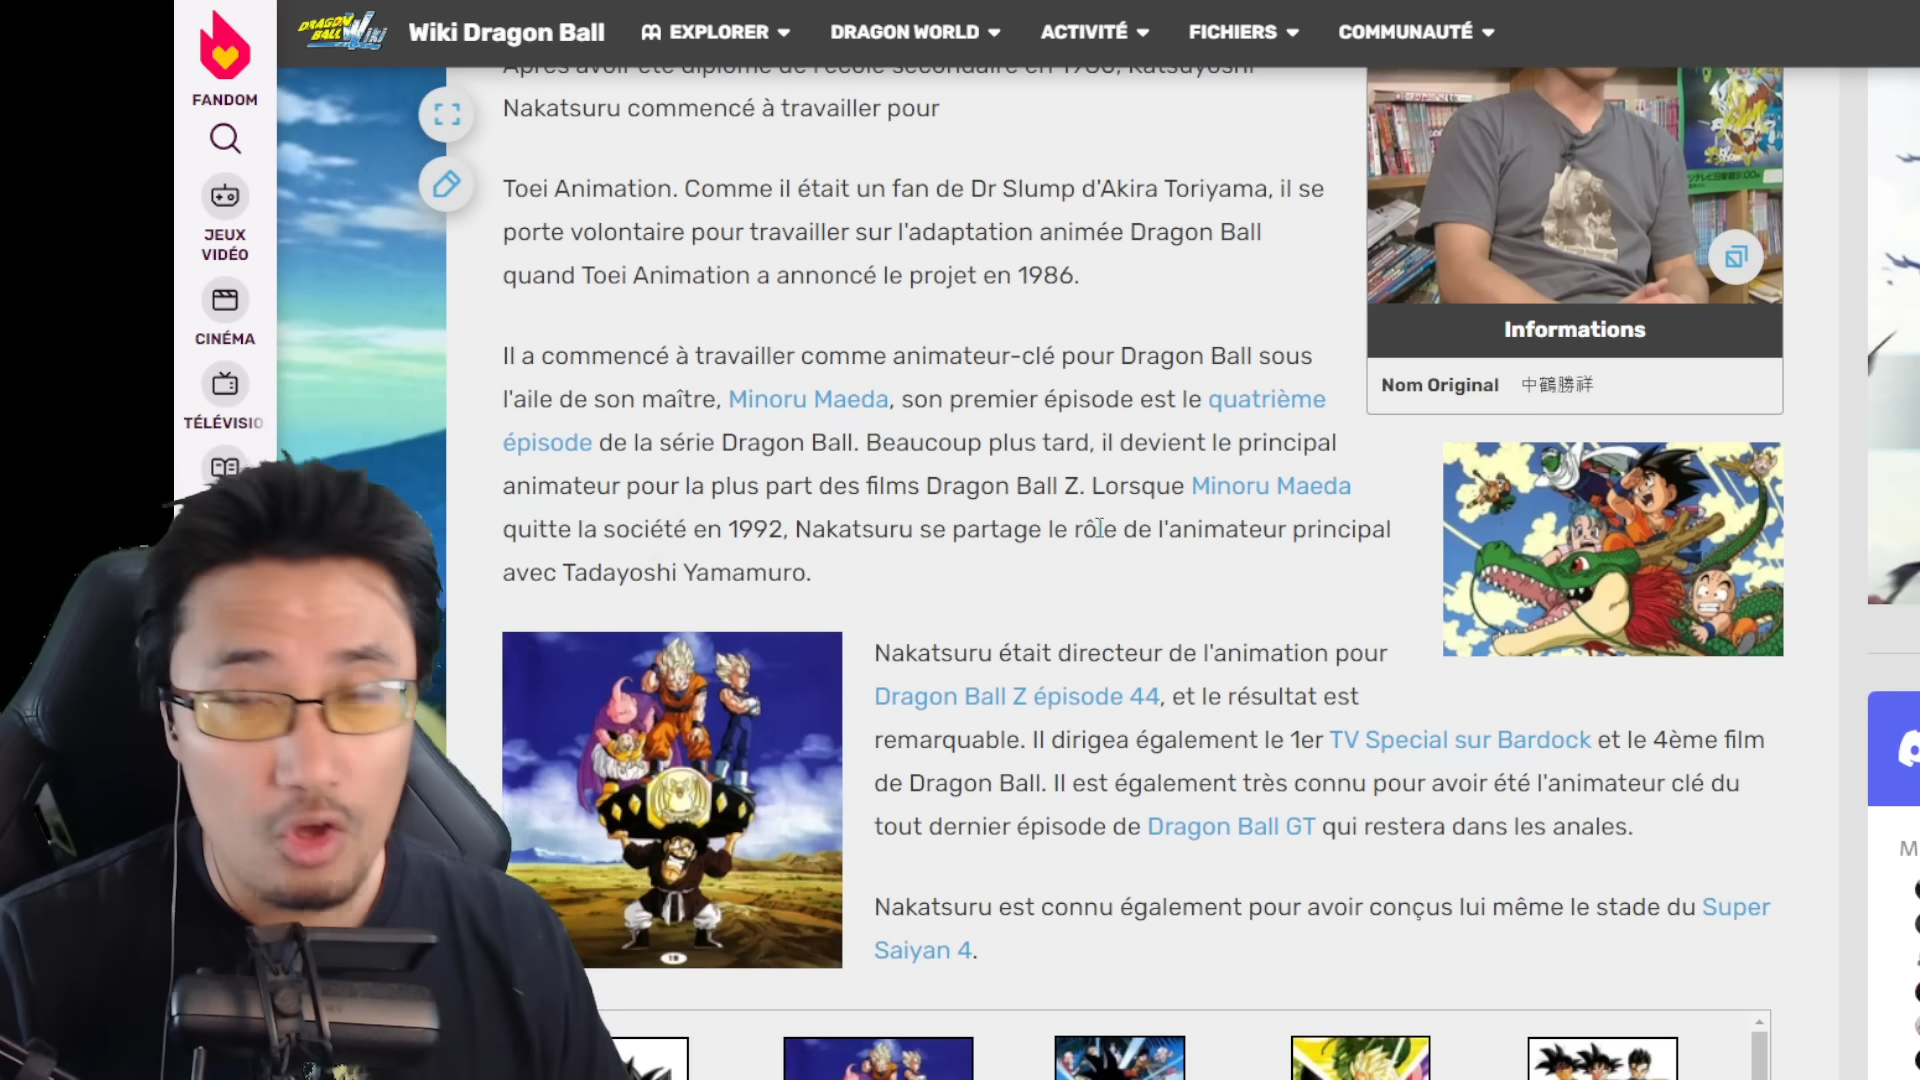 DRAGON BALL Wiki
Wiki Dragon Ball
EXPLORER
DRAGON WORLD
ACTIVITÉ
FICHIERS
COMMUNAUTÉ
FANDOM
JEUX
VIDÉO
CINÉMA
TÉLÉVISIO
Après avoir été diplômé de l'école secondaire en 1980, Katsuyoshi
Nakatsuru commencé à travailler pour
Toei Animation. Comme il était un fan de Dr Slump d'Akira Toriyama, il se
porte volontaire pour travailler sur l'adaptation animée Dragon Ball
quand Toei Animation a annoncé le projet en 1986.
Il a commencé à travailler comme animateur-clé pour Dragon Ball sous
l'aile de son maître, Minoru Maeda, son premier épisode est le quatrième
épisode de la série Dragon Ball. Beaucoup plus tard, il devient le principal
animateur pour la plus part des films Dragon Ball Z. Lorsque Minoru Maeda
quitte la société en 1992, Nakatsuru se partage le rôle de l'animateur principal
avec Tadayoshi Yamamuro.
Informations
Nom Original 中鶴勝祥
Nakatsuru était directeur de l'animation pour
Dragon Ball Z épisode 44, et le résultat est
remarquable. Il dirigea également le 1er TV Special sur Bardock et le 4ème film
de Dragon Ball. Il est également très connu pour avoir été l'animateur clé du
tout dernier épisode de Dragon Ball GT qui restera dans les anales.
Nakatsuru est connu également pour avoir conçus lui même le stade du Super
Saiyan 4.
M